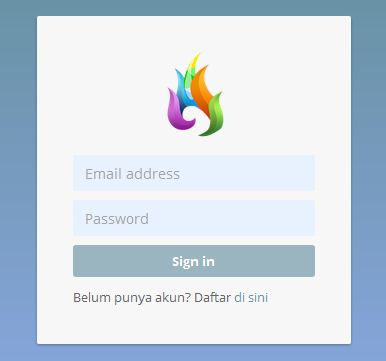 Email address
Password
Sign in
Belum punya akun? Daftar di sini